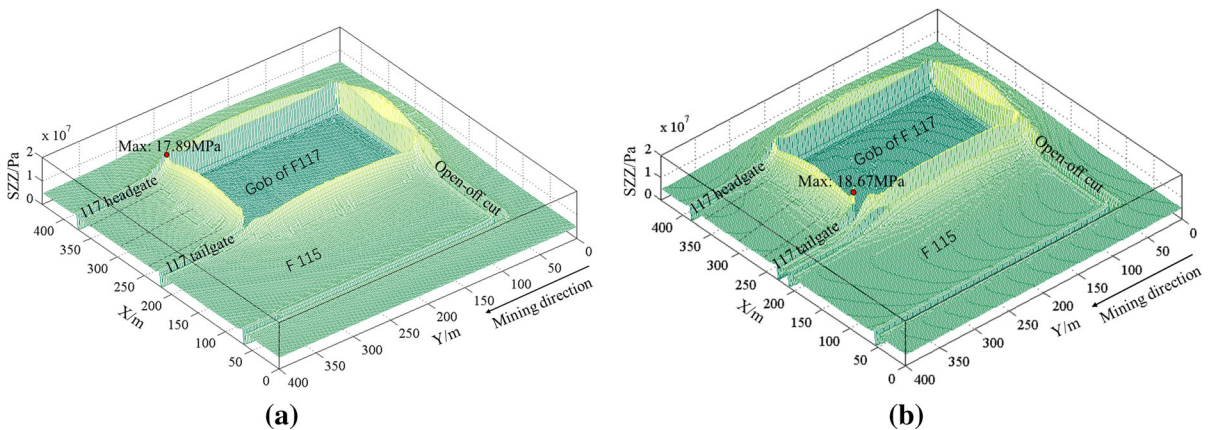 SZZ/Pa
x 10^7
2
1
0
Max: 17.89MPa
Gob of F117
Open-off cut
117 headgate
117 tailgate
F 115
400
350
300
250
200
150
100
50
0
X/m
400
350
300
250
200
150
100
50
0
Y/m
Mining direction
(a)
SZZ/Pa
x 10^7
2
1
0
Gob of F 117
Max: 18.67MPa
Open-off cut
117 headgate
117 tailgate
F 115
400
350
300
250
200
150
100
50
0
X/m
400
350
300
250
200
150
100
50
0
Y/m
Mining direction
(b)